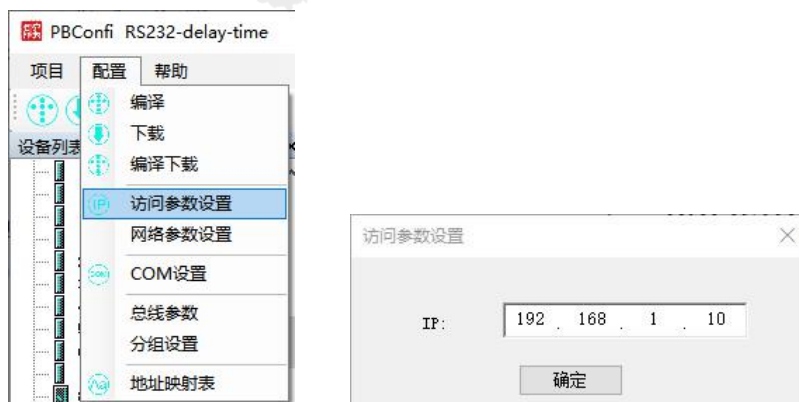 PBConfi RS232-delay-time
项目 配置 帮助
编译
设备列表
下载
编译下载
IP 访问参数设置
网络参数设置
COM COM设置
总线参数
分组设置
地址映射表
访问参数设置
IP: 192 . 168 . 1 . 10
确定